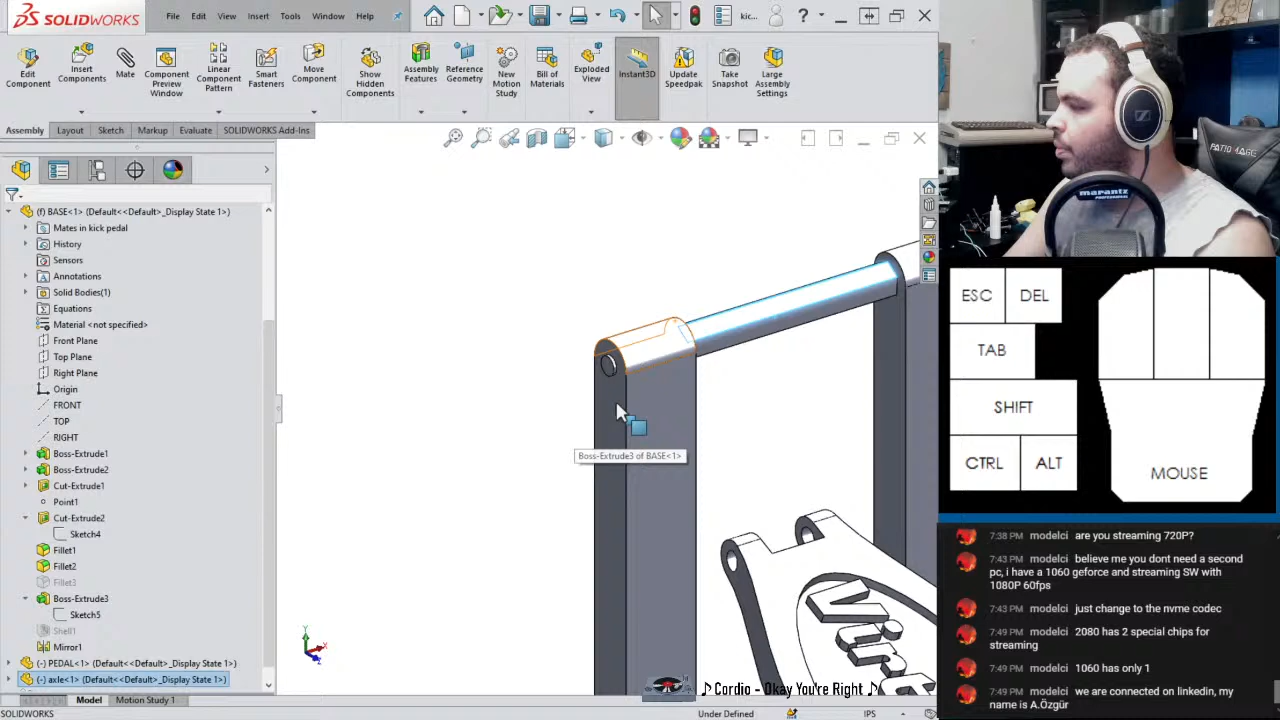 SOLIDWORKS
File Edit View Insert Tools Window Help
kic...
Edit Component
Insert Components
Mate
Component Preview Window
Linear Component Pattern
Smart Fasteners
Move Component
Show Hidden Components
Assembly Features
Reference Geometry
New Motion Study
Bill of Materials
Exploded View
Instant3D
Update Speedpak
Take Snapshot
Large Assembly Settings
Assembly Layout Sketch Markup Evaluate SOLIDWORKS Add-Ins
(f) BASE<1> (Default<<Default>_Display State 1>)
Mates in kick pedal
History
Sensors
Annotations
Solid Bodies(1)
Equations
Material <not specified>
Front Plane
Top Plane
Right Plane
Origin
FRONT
TOP
RIGHT
Boss-Extrude1
Boss-Extrude2
Cut-Extrude1
Point1
Cut-Extrude2
Sketch4
Fillet1
Fillet2
Fillet3
Boss-Extrude3
Sketch5
Shell1
Mirror1
(-) PEDAL<1> (Default<<Default>_Display State 1>)
(-) axle<1> (Default<<Default>_Display State 1>)
Model Motion Study 1
SOLIDWORKS
Under Defined
IPS
Boss-Extrude3 of BASE<1>
♪ Cordio - Okay You're Right ♪
marantz
PROFESSIONAL
ESC
DEL
TAB
SHIFT
CTRL
ALT
MOUSE
7:38 PM modelci are you streaming 720P?
7:43 PM modelci believe me you dont need a second
pc, i have a 1060 geforce and streaming SW with
1080P 60fps
7:43 PM modelci just change to the nvme codec
7:49 PM modelci 2080 has 2 special chips for
streaming
7:49 PM modelci 1060 has only 1
7:49 PM modelci we are connected on linkedin, my
name is A.Özgür